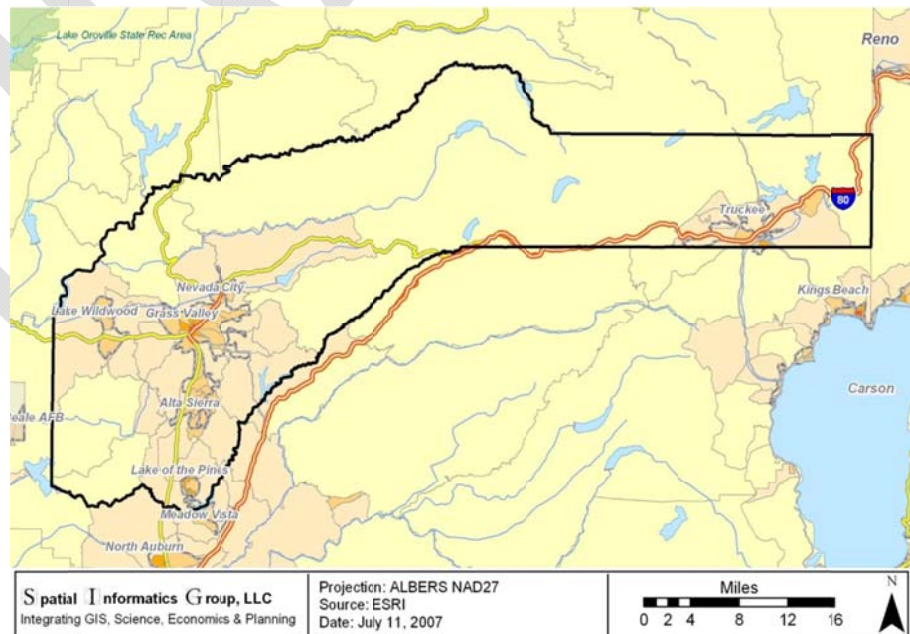 Lake Oroville State Rec Area
Reno
80
Truckee
Nevada City
Kings Beach
Lake Wildwood
Grass Valley
Carson
Alta Sierra
eale AFB
Lake of the Pines
Meadow Vista
North Auburn
Spatial Informatics Group, LLC
Integrating GIS, Science, Economics & Planning
Projection: ALBERS NAD27
Source: ESRI
Date: July 11, 2007
Miles
0 2 4 8 12 16
N